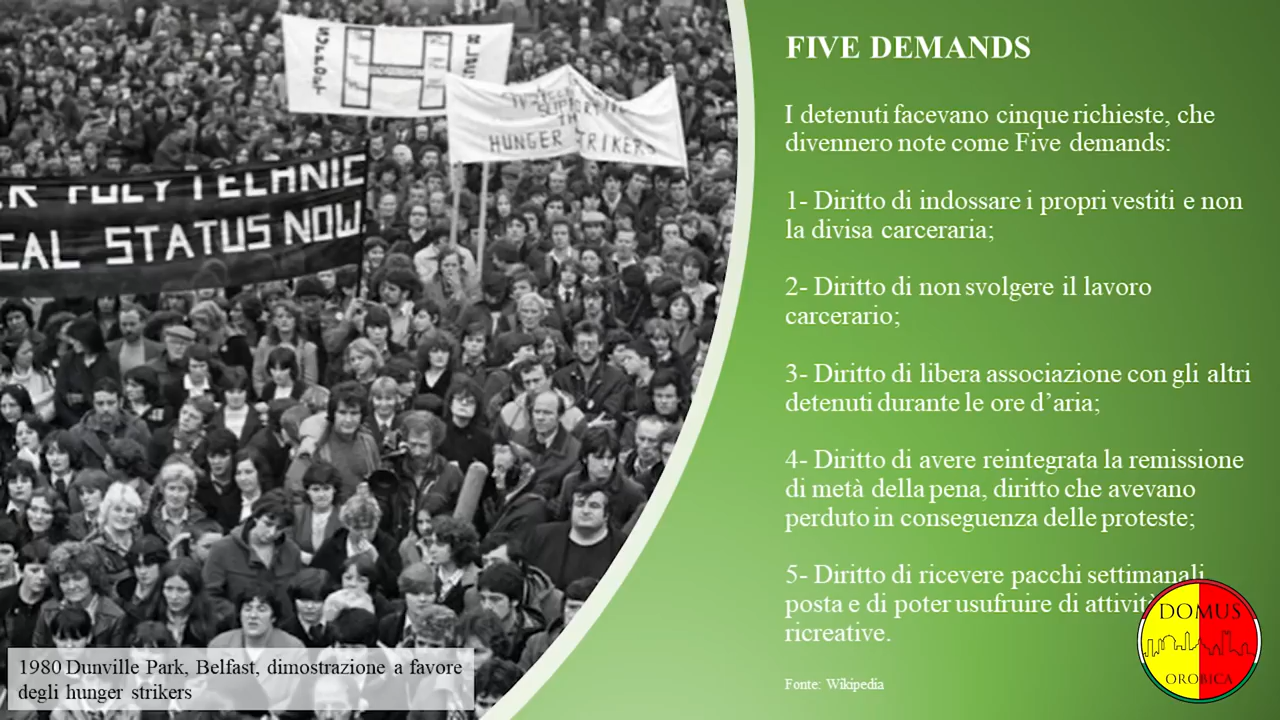 SUPPORT
H
HUNGER STRIKERS
POLYTECHNIC
CAL STATUS NOW
1980 Dunville Park, Belfast, dimostrazione a favore
degli hunger strikers
FIVE DEMANDS
I detenuti facevano cinque richieste, che
divennero note come Five demands:
1- Diritto di indossare i propri vestiti e non
la divisa carceraria;
2- Diritto di non svolgere il lavoro
carcerario;
3- Diritto di libera associazione con gli altri
detenuti durante le ore d’aria;
4- Diritto di avere reintegrata la remissione
di metà della pena, diritto che avevano
perduto in conseguenza delle proteste;
5- Diritto di ricevere pacchi settimanali
posta e di poter usufruire di attività
ricreative.
Fonte: Wikipedia
DOMUS
OROBICA